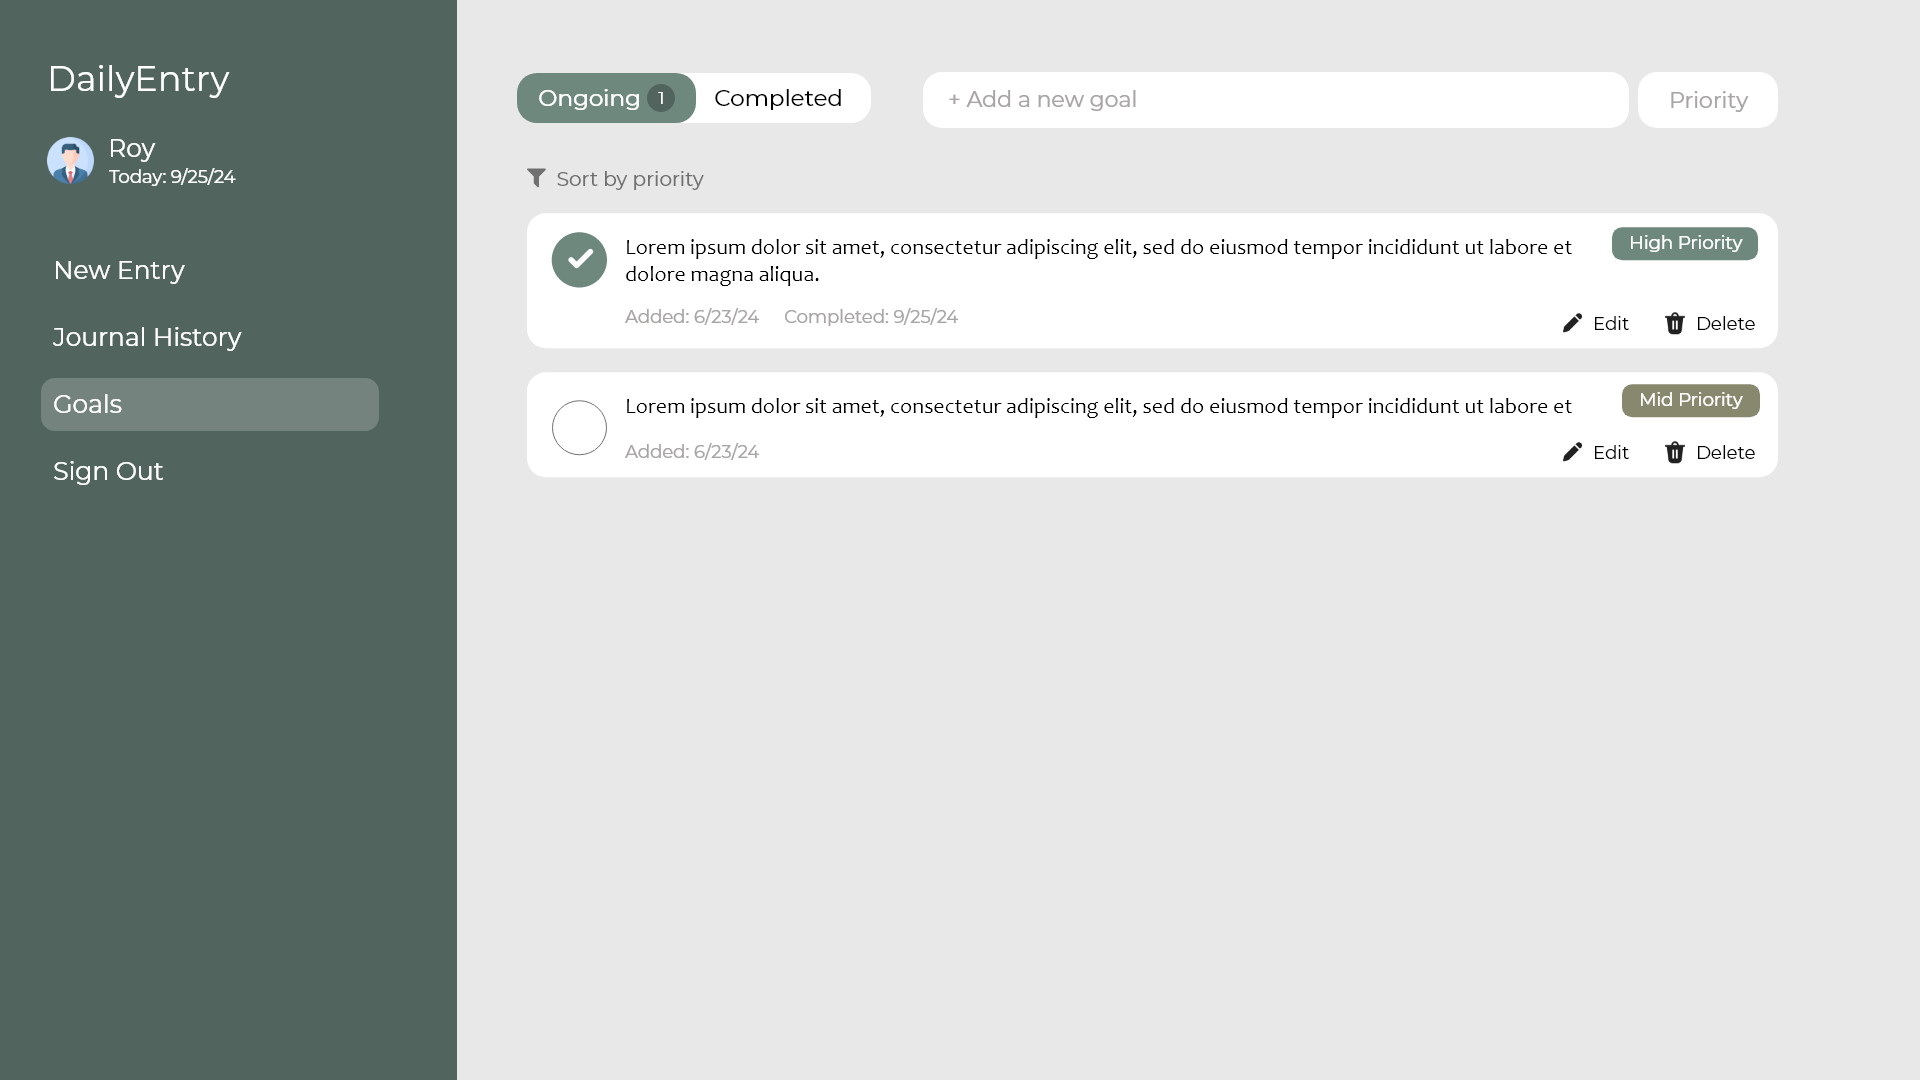 DailyEntry
Roy
Today: 9/25/24
New Entry
Journal History
Goals
Sign Out
Ongoing 1 Completed
+ Add a new goal
Priority
Sort by priority
Lorem ipsum dolor sit amet, consectetur adipiscing elit, sed do eiusmod tempor incididunt ut labore et
dolore magna aliqua.
High Priority
Added: 6/23/24 Completed: 9/25/24
Edit Delete
Lorem ipsum dolor sit amet, consectetur adipiscing elit, sed do eiusmod tempor incididunt ut labore et
Mid Priority
Added: 6/23/24
Edit Delete